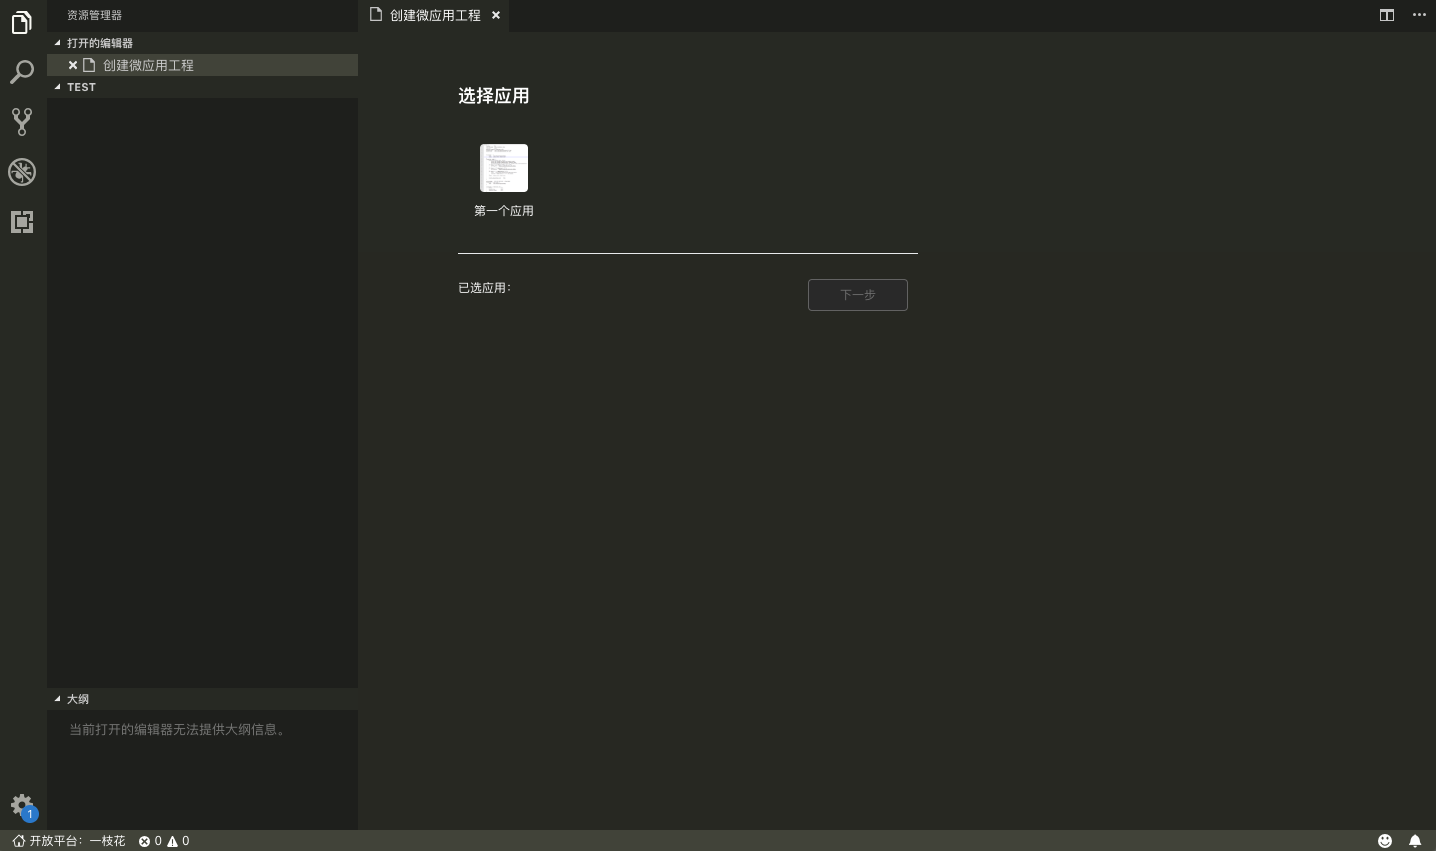 资源管理器
打开的编辑器
创建微应用工程
TEST
大纲
当前打开的编辑器无法提供大纲信息。
1
创建微应用工程
选择应用
第一个应用
已选应用:
下一步
开放平台: 一枝花 0 0